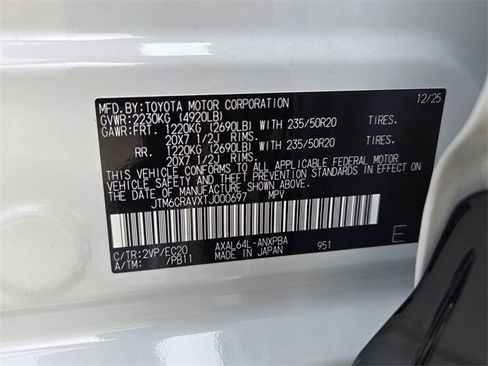 MFD.BY:TOYOTA MOTOR CORPORATION 12/25
GVWR:2230KG (4920LB)
GAWR:FRT. 1220KG (2690LB) WITH 235/50R20 TIRES.
20X7 1/2J RIMS.
RR. 1220KG (2690LB) WITH 235/50R20 TIRES.
20X7 1/2J RIMS.
THIS VEHICLE CONFORMS TO ALL APPLICABLE FEDERAL MOTOR
VEHICLE SAFETY AND THEFT PREVENTION STANDARDS IN EFFECT ON
THE DATE OF MANUFACTURE SHOWN ABOVE.
JTM6CRAVXTJ000697 MPV
C/TR:2VP/EC20 AXAL64L-ANXPBA 951 E
A/TM: /PB11 MADE IN JAPAN